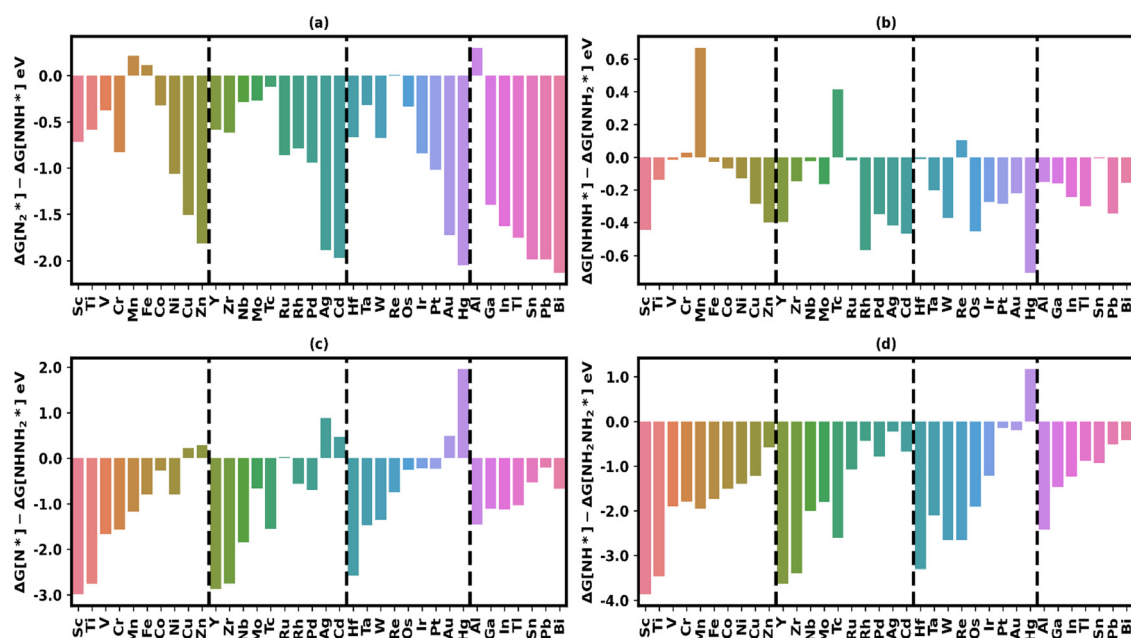 (a)
ΔG[N₂*] − ΔG[NNH*] eV
0.0
-0.5
-1.0
-1.5
-2.0
Sc Ti V Cr Mn Fe Co Ni Cu Zn Y Zr Nb Mo Tc Ru Rh Pd Ag Cd Hf Ta W Re Os Ir Pt Au Hg Al Ga In Tl Sn Pb Bi
(b)
ΔG[NHNH*] − ΔG[NNH₂*] eV
0.6
0.4
0.2
0.0
-0.2
-0.4
-0.6
Sc Ti V Cr Mn Fe Co Ni Cu Zn Y Zr Nb Mo Tc Ru Rh Pd Ag Cd Hf Ta W Re Os Ir Pt Au Hg Al Ga In Tl Sn Pb Bi
(c)
ΔG[N*] − ΔG[NHNH₂*] eV
2.0
1.0
0.0
-1.0
-2.0
-3.0
Sc Ti V Cr Mn Fe Co Ni Cu Zn Y Zr Nb Mo Tc Ru Rh Pd Ag Cd Hf Ta W Re Os Ir Pt Au Hg Al Ga In Tl Sn Pb Bi
(d)
ΔG[NH*] − ΔG[NH₂NH₂*] eV
1.0
0.0
-1.0
-2.0
-3.0
-4.0
Sc Ti V Cr Mn Fe Co Ni Cu Zn Y Zr Nb Mo Tc Ru Rh Pd Ag Cd Hf Ta W Re Os Ir Pt Au Hg Al Ga In Tl Sn Pb Bi